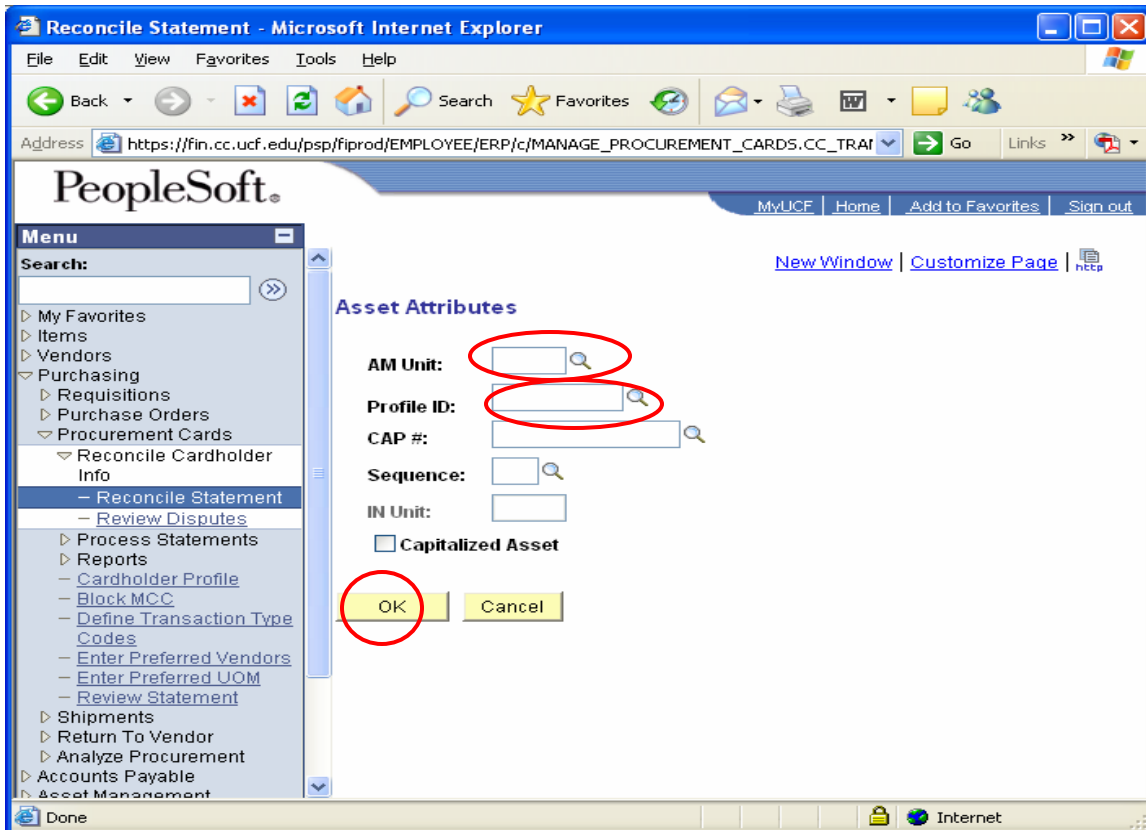 Reconcile Statement - Microsoft Internet Explorer
File Edit View Favorites Tools Help
Back Search Favorites
Address https://fin.cc.ucf.edu/psp/fiprod/EMPLOYEE/ERP/c/MANAGE_PROCUREMENT_CARDS.CC_TRAI Go Links »
PeopleSoft®
MyUCF | Home | Add to Favorites | Sign out
Menu
Search:
New Window | Customize Page | http
My Favorites
Items
Vendors
Purchasing
Requisitions
Purchase Orders
Procurement Cards
Reconcile Cardholder
Info
– Reconcile Statement
– Review Disputes
Process Statements
Reports
– Cardholder Profile
– Block MCC
– Define Transaction Type
Codes
– Enter Preferred Vendors
– Enter Preferred UOM
– Review Statement
Shipments
Return To Vendor
Analyze Procurement
Accounts Payable
Asset Management
Asset Attributes
AM Unit:
Profile ID:
CAP #:
Sequence:
IN Unit:
Capitalized Asset
OK Cancel
Done Internet